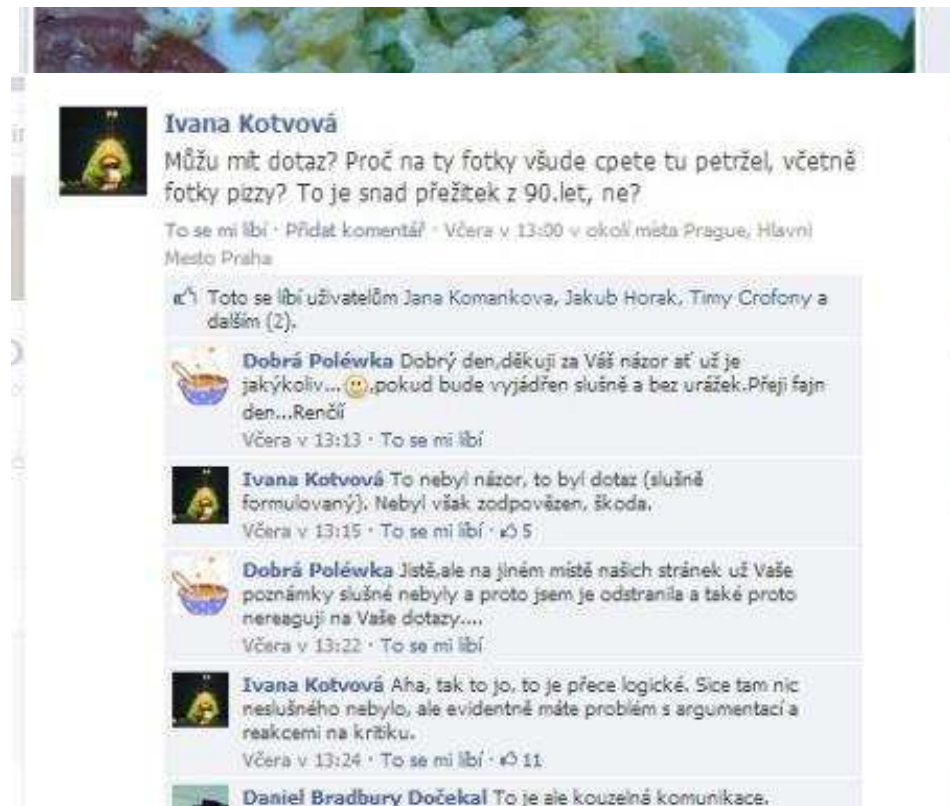 Ivana Kotvová
Můžu mít dotaz? Proč na ty fotky všude cpete tu petržel, včetně
fotky pizzy? To je snad přežitek z 90.let, ne?
To se mi líbí · Přidat komentář · Včera v 13:00 v okolí místa Prague, Hlavni
Mesto Praha
Toto se líbí uživatelům Jana Komankova, Jakub Horak, Timy Crofony a
dalším (2).
Dobrá Poléwka Dobrý den,děkuji za Váš názor ať už je
jakýkoliv... ,pokud bude vyjádřen slušně a bez urážek.Přeji fajn
den...Renčíí
Včera v 13:13 · To se mi líbí
Ivana Kotvová To nebyl názor, to byl dotaz (slušně
formulovaný). Nebyl však zodpovězen, škoda.
Včera v 13:15 · To se mi líbí · 5
Dobrá Poléwka Jistě,ale na jiném místě našich stránek už Vaše
poznámky slušné nebyly a proto jsem je odstranila a také proto
nereaguji na Vaše dotazy....
Včera v 13:22 · To se mi líbí
Ivana Kotvová Aha, tak to jo, to je přece logické. Sice tam nic
neslušného nebylo, ale evidentně máte problém s argumentací a
reakcemi na kritiku.
Včera v 13:24 · To se mi líbí · 11
Daniel Bradbury Dočekal To je ale kouzelná komunikace.